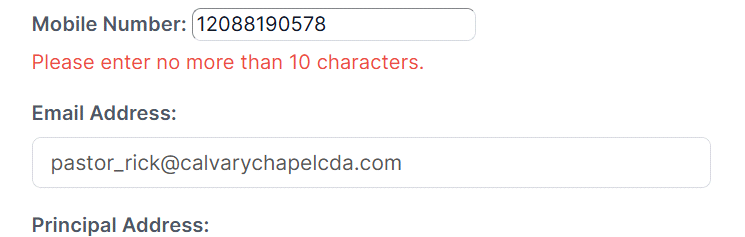 Mobile Number: 12088190578
Please enter no more than 10 characters.
Email Address:
pastor_rick@calvarychapelcda.com
Principal Address: